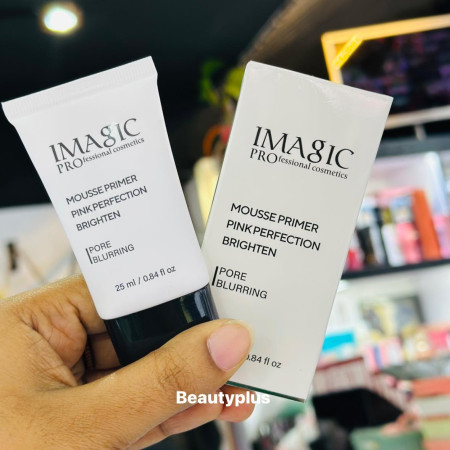 IMAGIC
PROfessional cosmetics
MOUSSE PRIMER
PINK PERFECTION
BRIGHTEN
PORE
BLURRING
25 ml / 0.84 fl oz
IMAGIC
PROfessional cosmetics
MOUSSE PRIMER
PINK PERFECTION
BRIGHTEN
PORE
BLURRING
0.84 fl oz
Beautyplus